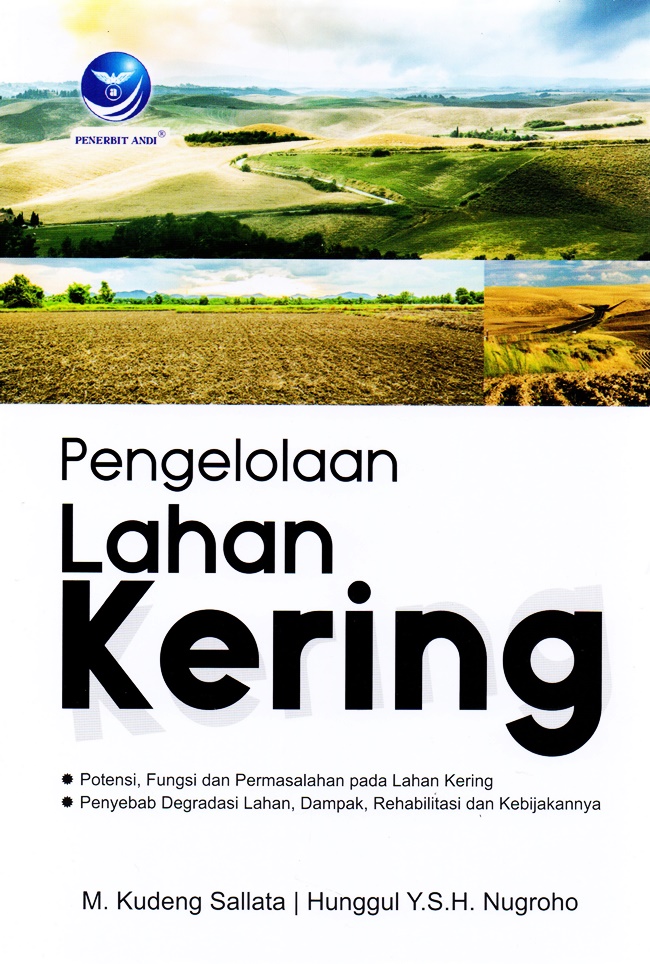 a
PENERBIT ANDI®
Pengelolaan
Lahan
Kering
kering
Potensi, Fungsi dan Permasalahan pada Lahan Kering
Penyebab Degradasi Lahan, Dampak, Rehabilitasi dan Kebijakannya
M. Kudeng Sallata | Hunggul Y.S.H. Nugroho